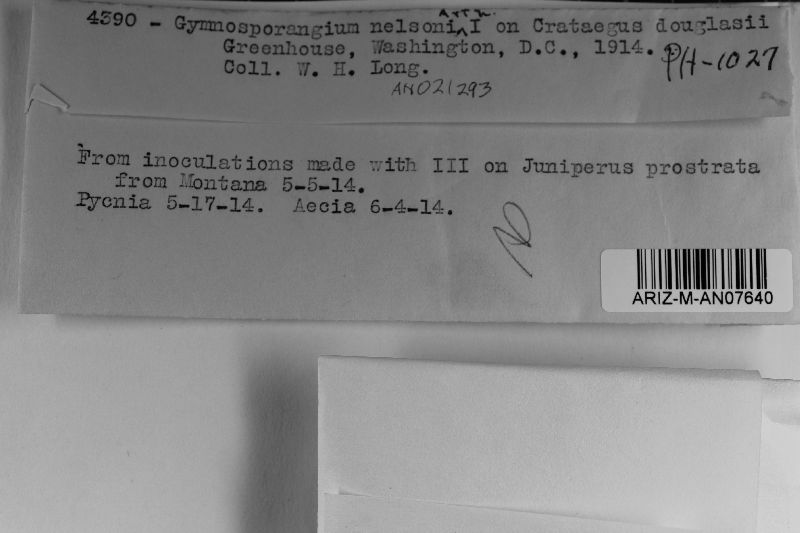 4390 - Gymnosporangium nelsoni Arth. I on Crataegus douglasii
Greenhouse, Washington, D.C., 1914.
Coll. W. H. Long.
PH-1027
AN021293
From inoculations made with III on Juniperus prostrata
from Montana 5-5-14.
Pycnia 5-17-14. Aecia 6-4-14.
ARIZ-M-AN07640